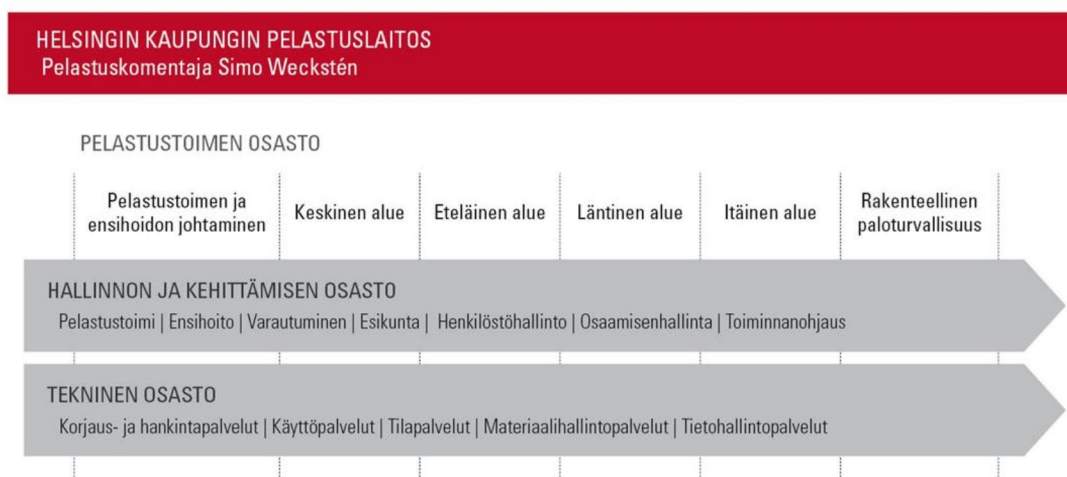 HELSINGIN KAUPUNGIN PELASTUSLAITOS
Pelastuskomentaja Simo Weckstén
PELASTUSTOIMEN OSASTO
Pelastustoimen ja
ensihoidon johtaminen
Keskinen alue
Eteläinen alue
Läntinen alue
Itäinen alue
Rakenteellinen
paloturvallisuus
HALLINNON JA KEHITTÄMISEN OSASTO
Pelastustoimi | Ensihoito | Varautuminen | Esikunta | Henkilöstöhallinto | Osaamisenhallinta | Toiminnanohjaus
TEKNINEN OSASTO
Korjaus- ja hankintapalvelut | Käyttöpalvelut | Tilapalvelut | Materiaalihallintopalvelut | Tietohallintopalvelut